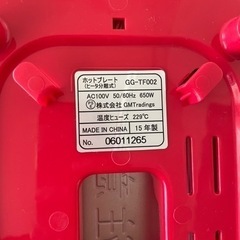 ホットプレート GG-TF002
(ヒータ分離式)
AC100V 50/60Hz 650W
株式会社 GMTradings
温度ヒューズ 229℃
MADE IN CHINA 15年製
No. 06011265